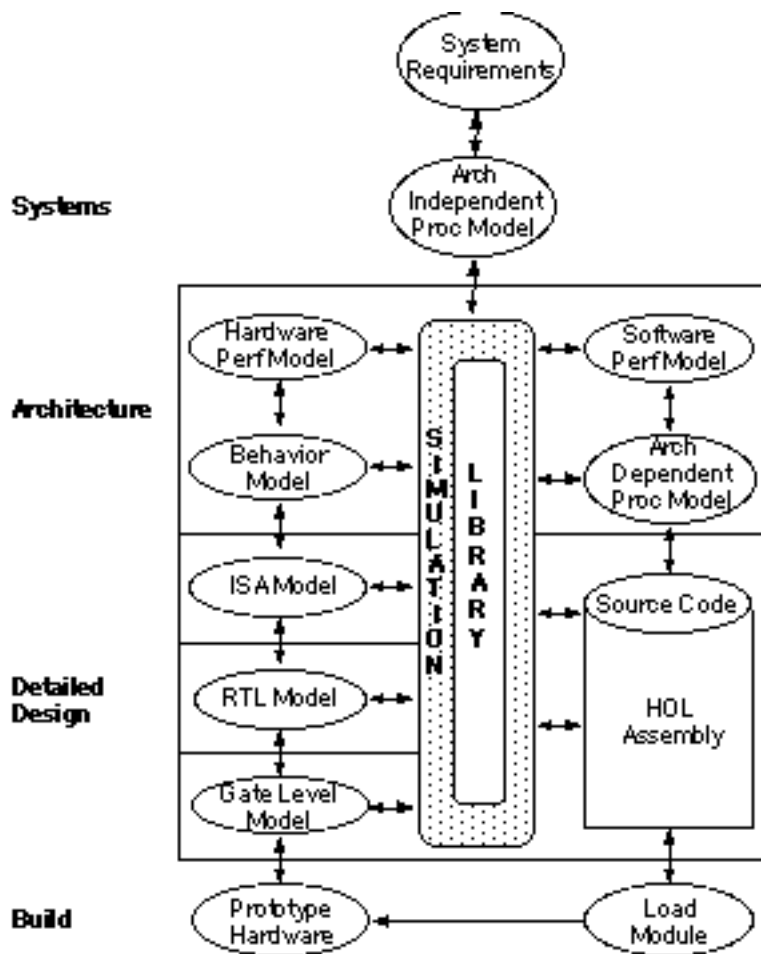 System
Requirements
Systems
Arch
Independent
Proc Model
Hardware
Perf Model
Software
Perf Model
Architecture
SIMULATION
LIBRARY
Behavior
Model
Arch
Dependent
Proc Model
ISA Model
Source Code
Detailed
Design
RTL Model
HOL
Assembly
Gate Level
Model
Build
Prototype
Hardware
Load
Module